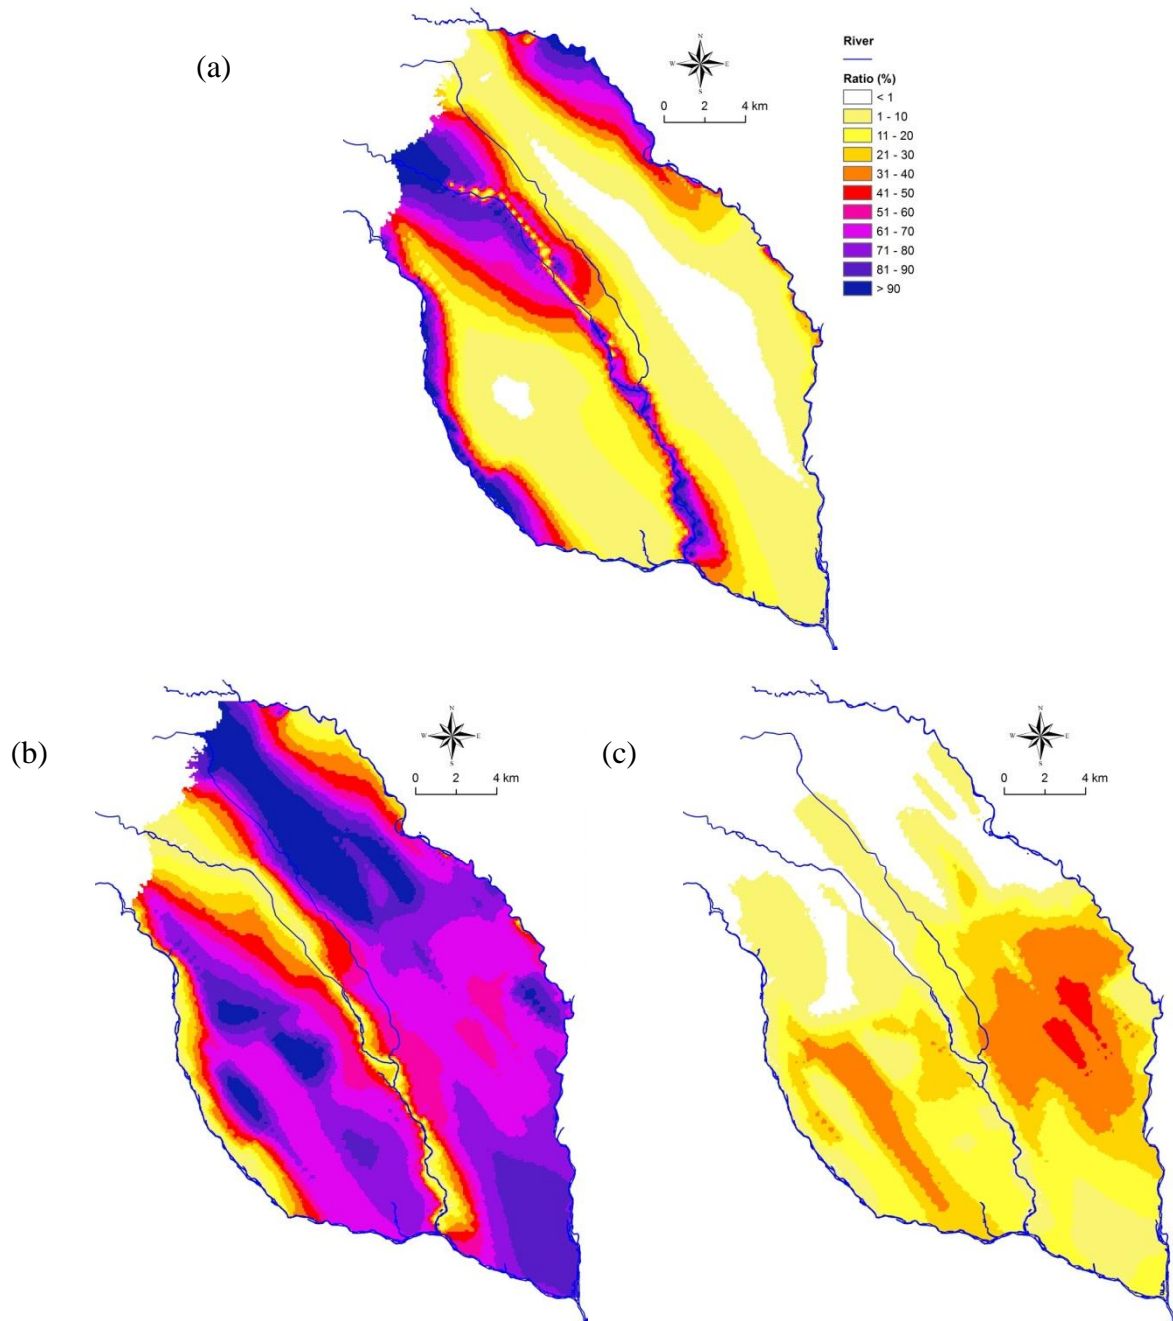 (a)
N
W E
S
0 2 4 km
River
Ratio (%)
< 1
1 - 10
11 - 20
21 - 30
31 - 40
41 - 50
51 - 60
61 - 70
71 - 80
81 - 90
> 90
(b)
N
W E
S
0 2 4 km
(c)
N
W E
S
0 2 4 km